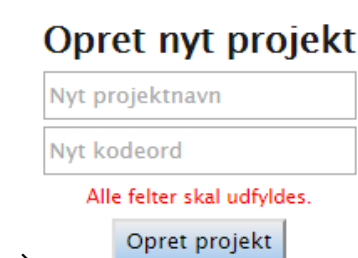 Opret nyt projekt
Nyt projektnavn
Nyt kodeord
Alle felter skal udfyldes.
Opret projekt